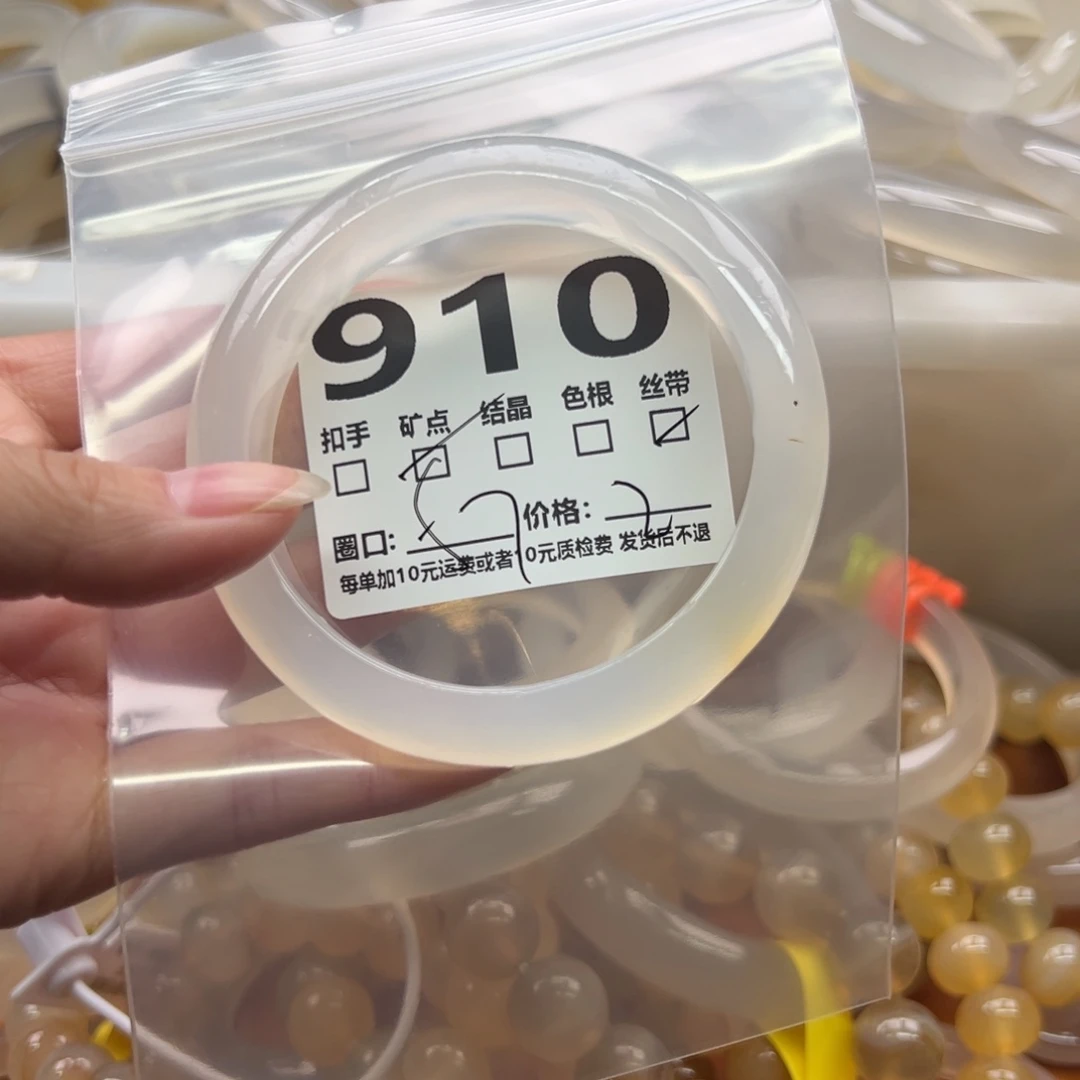 910
扣手 矿点 结晶 色根 丝带
圈口: 价格:
每单加10元运费或者10元质检费 发货后不退